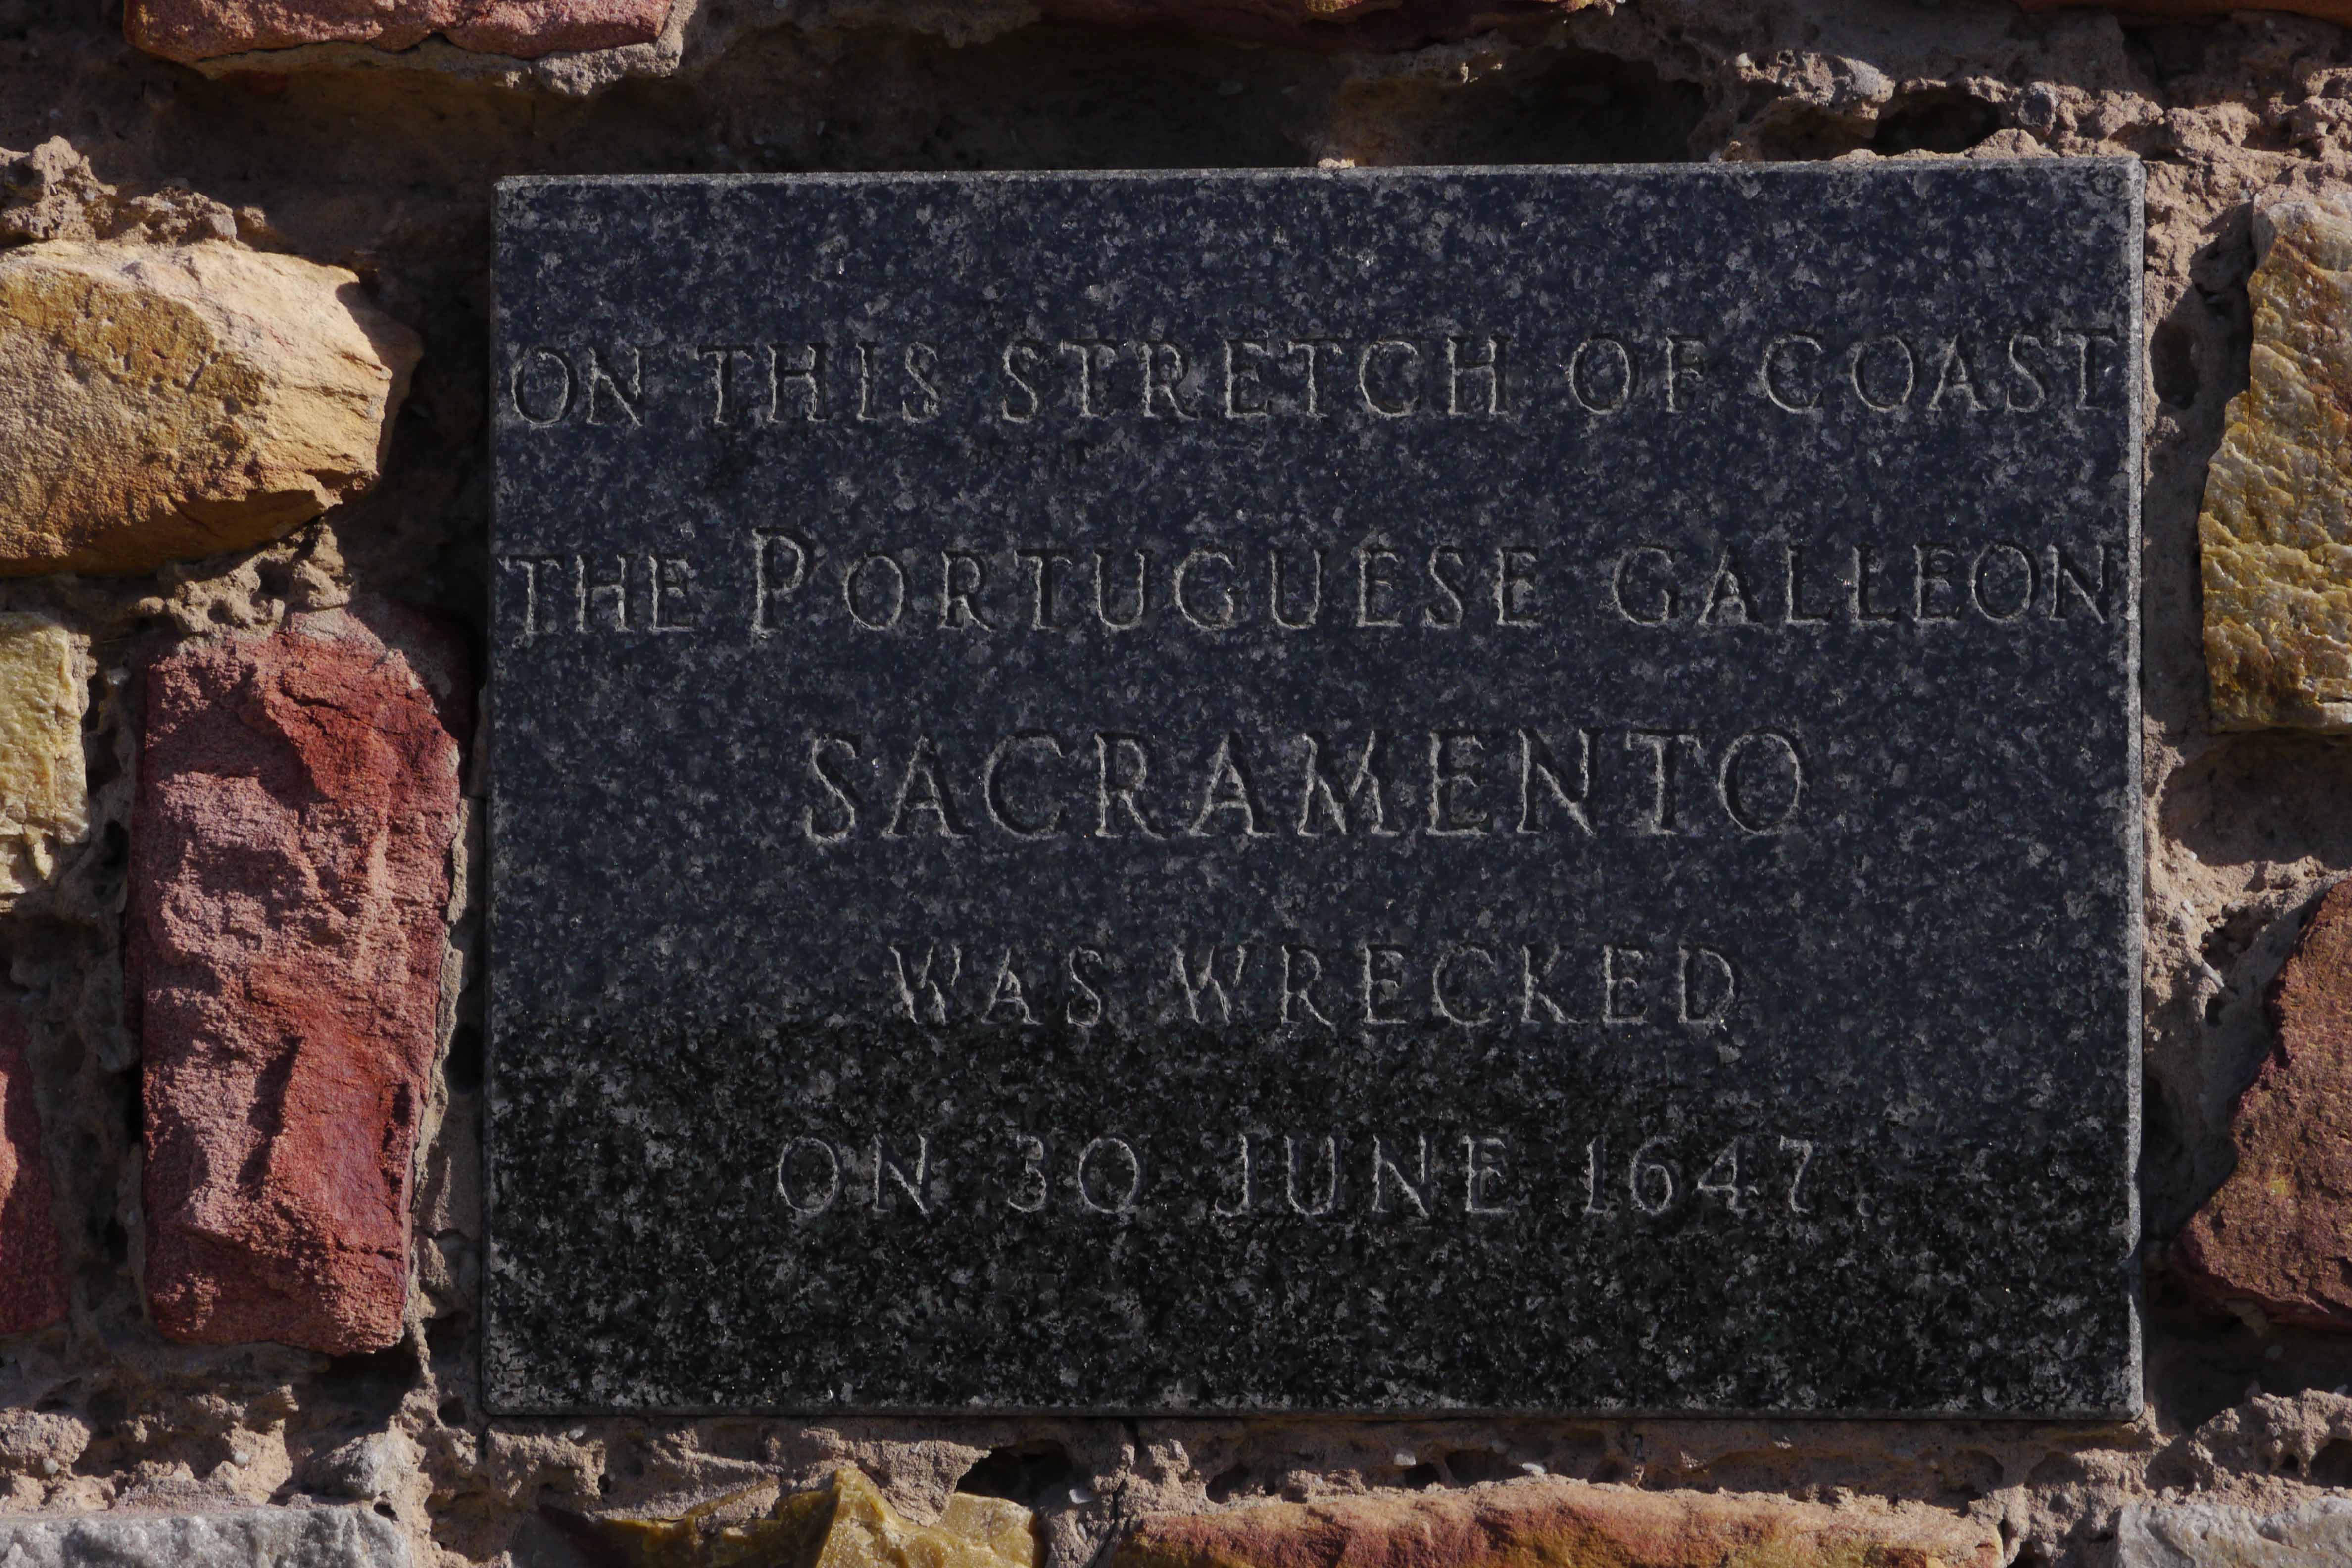 ON THIS STRETCH OF COAST
THE PORTUGUESE GALLEON
SACRAMENTO
WAS WRECKED
ON 30 JUNE 1647.